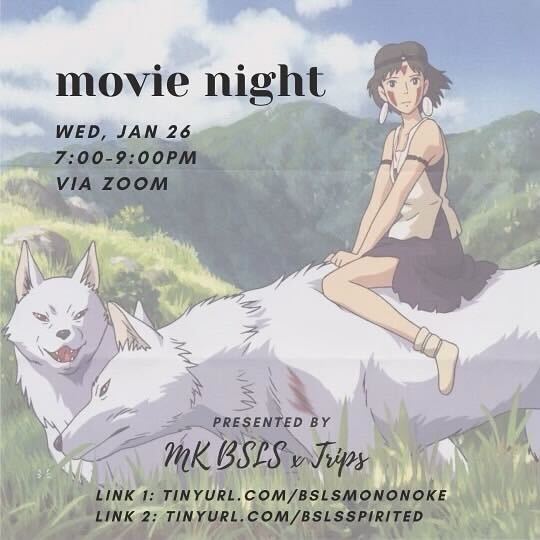 movie night
WED, JAN 26
7:00-9:00PM
VIA ZOOM
PRESENTED BY
MK BSLS x Trips
LINK 1: TINYURL.COM/BSLSMONONOKE
LINK 2: TINYURL.COM/BSLSSPIRITED